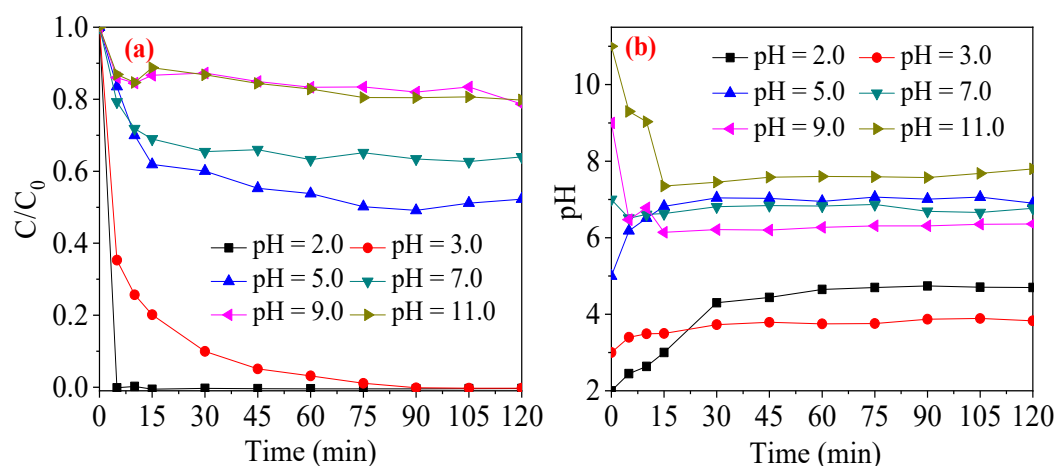 (a)
1.0
0.8
0.6
0.4
0.2
0.0
C/C₀
pH = 2.0 pH = 3.0
pH = 5.0 pH = 7.0
pH = 9.0 pH = 11.0
0 15 30 45 60 75 90 105 120
Time (min)
(b)
10
8
6
4
2
pH
pH = 2.0 pH = 3.0
pH = 5.0 pH = 7.0
pH = 9.0 pH = 11.0
0 15 30 45 60 75 90 105 120
Time (min)